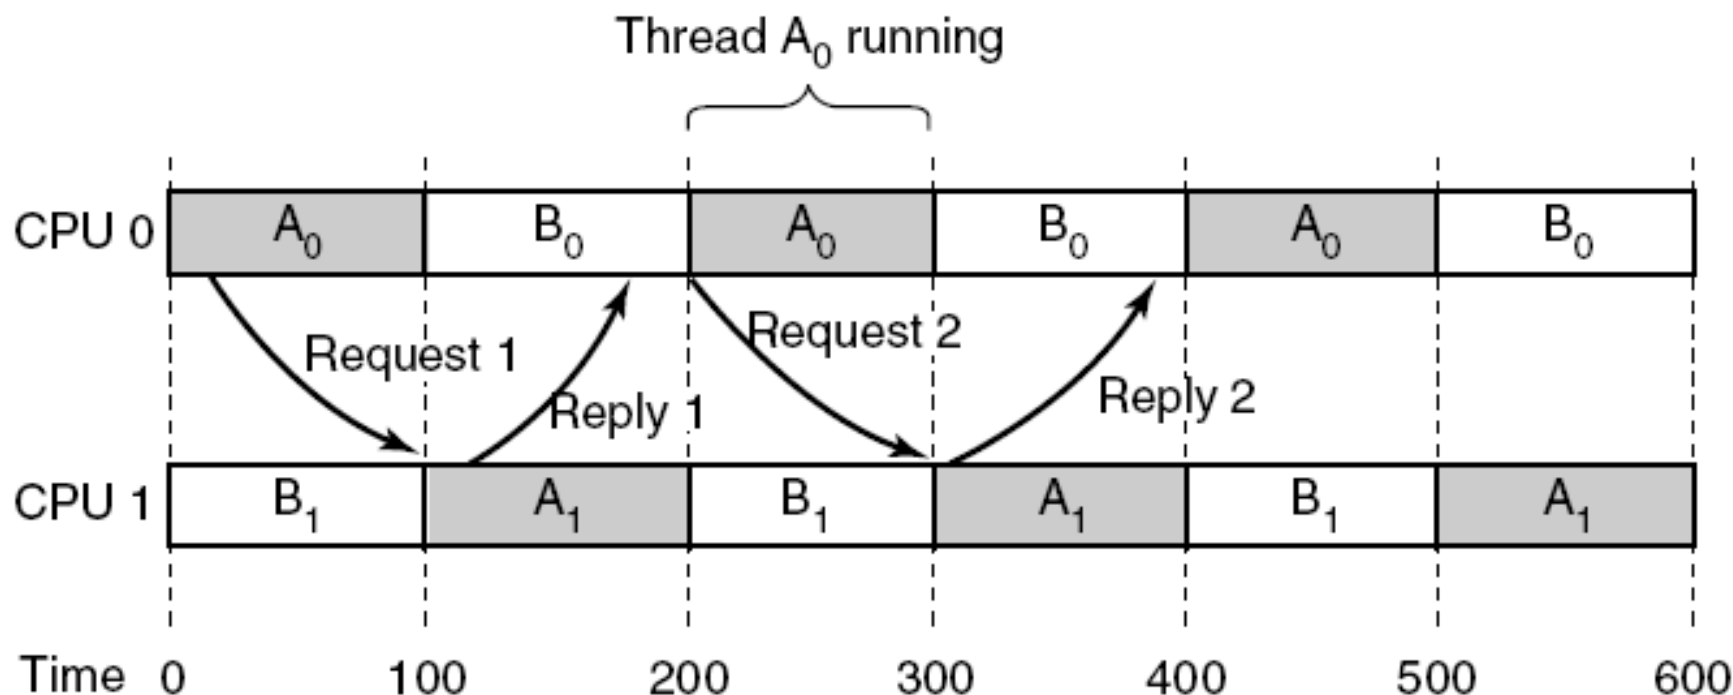 Thread A₀ running
CPU 0 A₀ B₀ A₀ B₀ A₀ B₀
Request 1 Reply 1 Request 2 Reply 2
CPU 1 B₁ A₁ B₁ A₁ B₁ A₁
Time 0 100 200 300 400 500 600